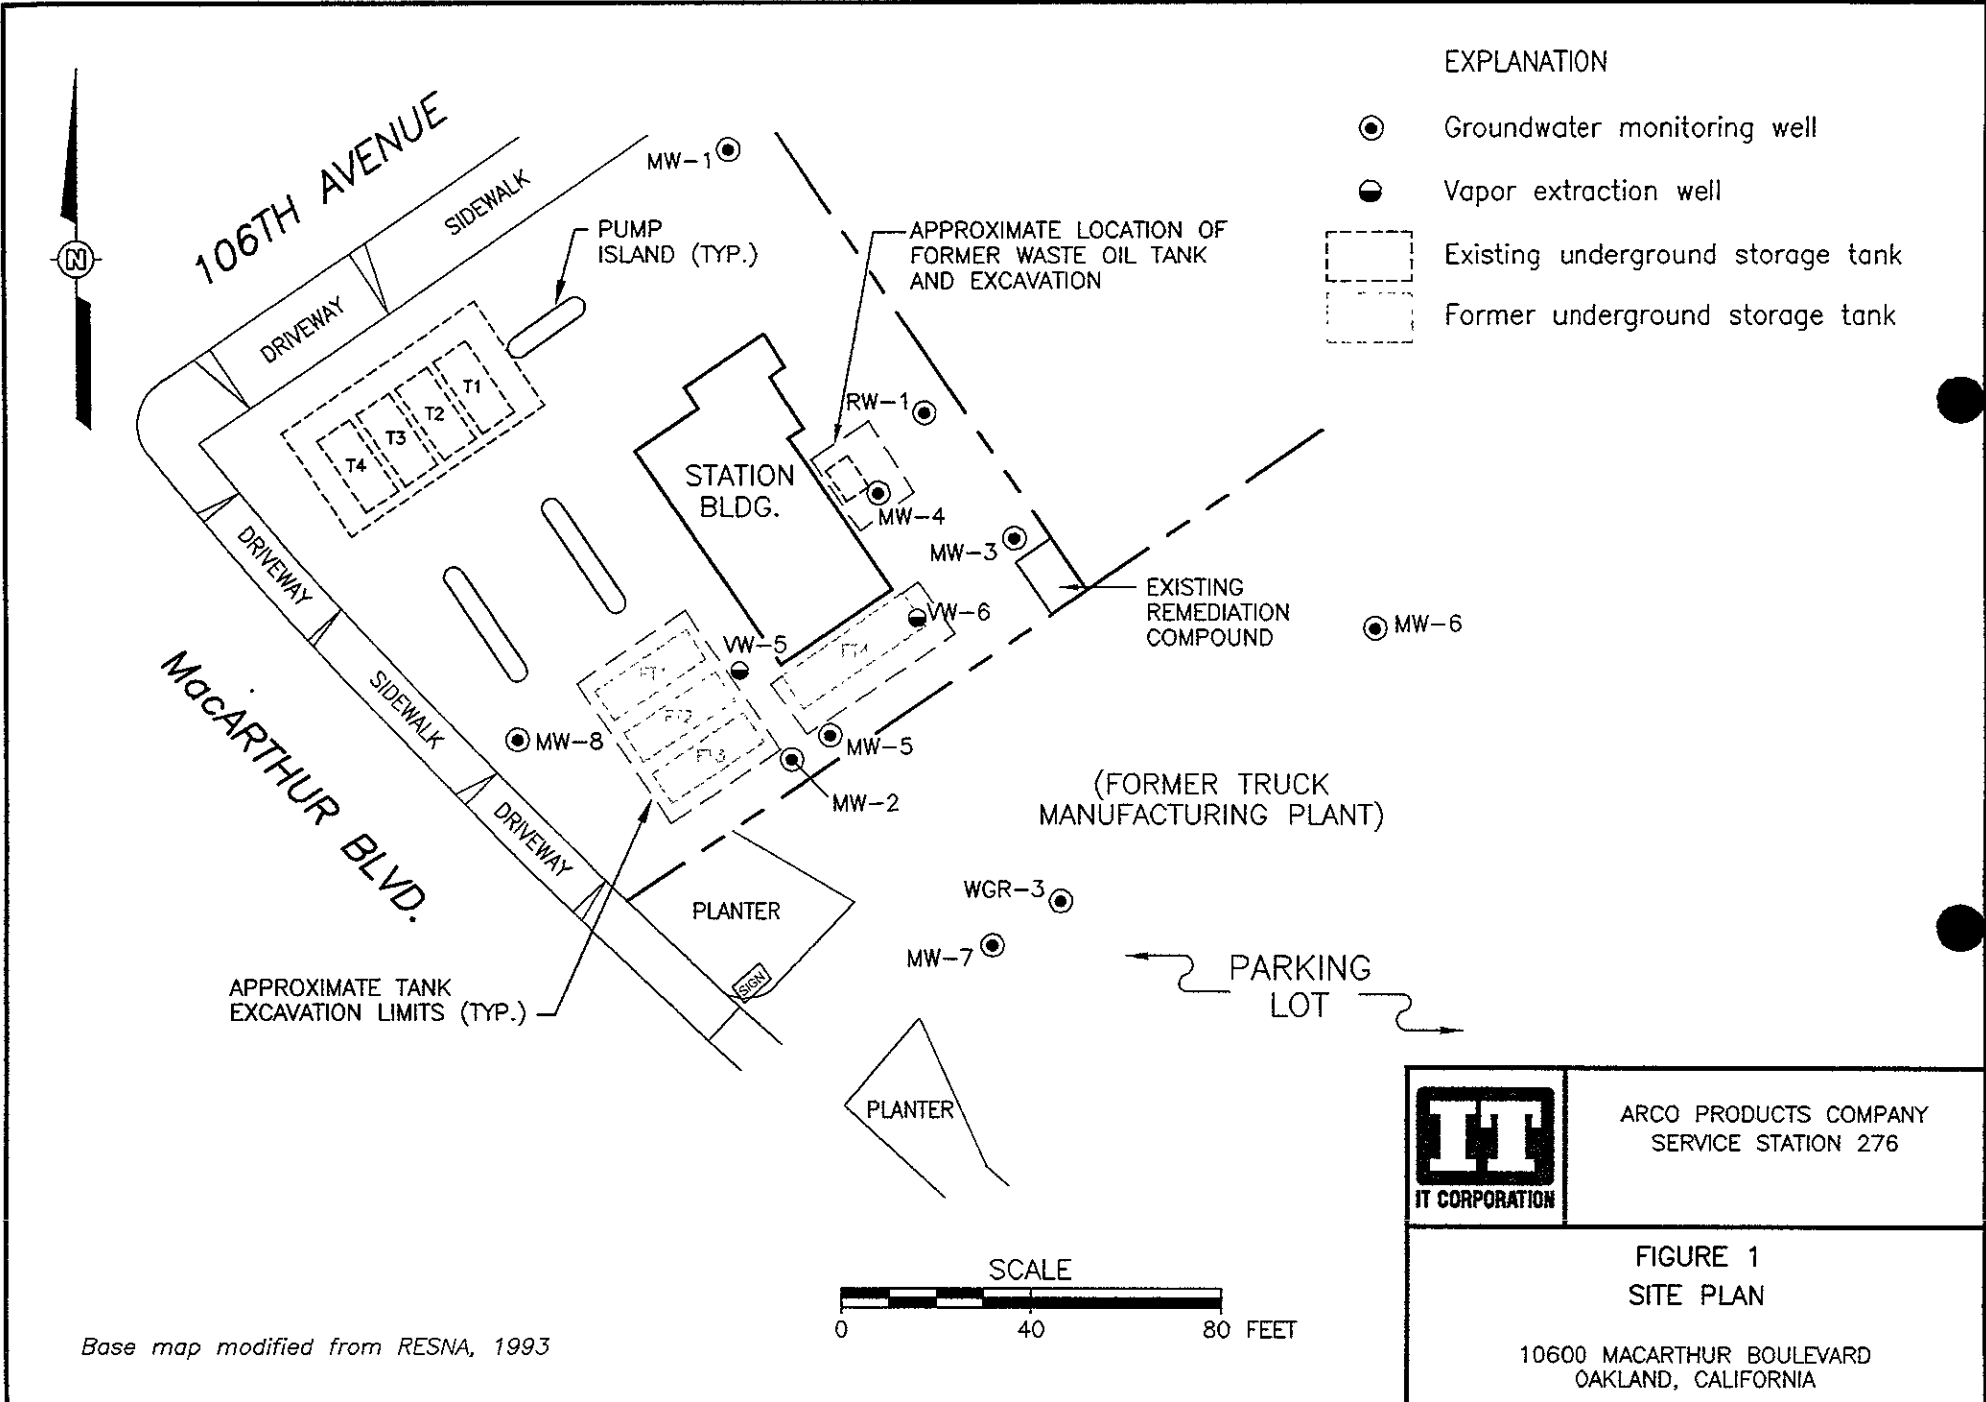 EXPLANATION
Groundwater monitoring well
Vapor extraction well
Existing underground storage tank
Former underground storage tank
N
106TH AVENUE
SIDEWALK
DRIVEWAY
MW-1
PUMP
ISLAND (TYP.)
APPROXIMATE LOCATION OF
FORMER WASTE OIL TANK
AND EXCAVATION
T1
T2
T3
T4
RW-1
STATION
BLDG.
MW-4
MW-3
DRIVEWAY
EXISTING
REMEDIATION
COMPOUND
VW-6
MW-6
VW-5
FT4
FT1
FT2
FT3
MacARTHUR BLVD.
SIDEWALK
MW-8
MW-5
MW-2
DRIVEWAY
(FORMER TRUCK
MANUFACTURING PLANT)
PLANTER
WGR-3
MW-7
SIGN
APPROXIMATE TANK
EXCAVATION LIMITS (TYP.)
PARKING
LOT
PLANTER
IT
IT CORPORATION
ARCO PRODUCTS COMPANY
SERVICE STATION 276
SCALE
0 40 80 FEET
FIGURE 1
SITE PLAN
10600 MACARTHUR BOULEVARD
OAKLAND, CALIFORNIA
Base map modified from RESNA, 1993